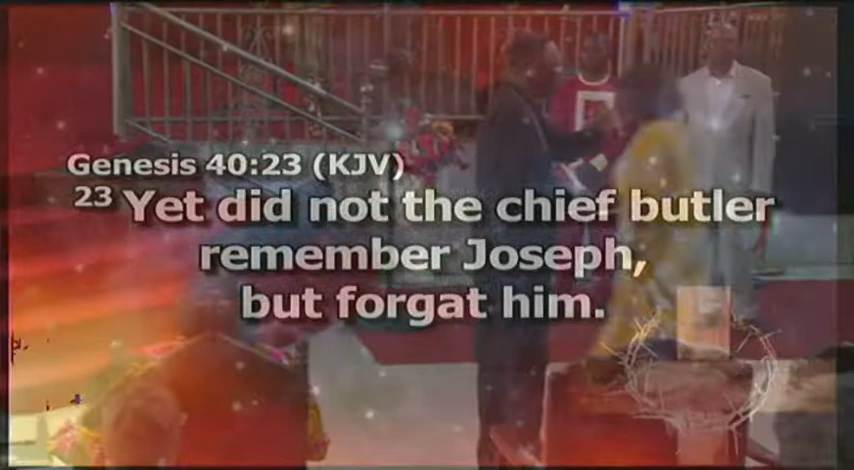 Genesis 40:23 (KJV)
23 Yet did not the chief butler
remember Joseph,
but forgat him.